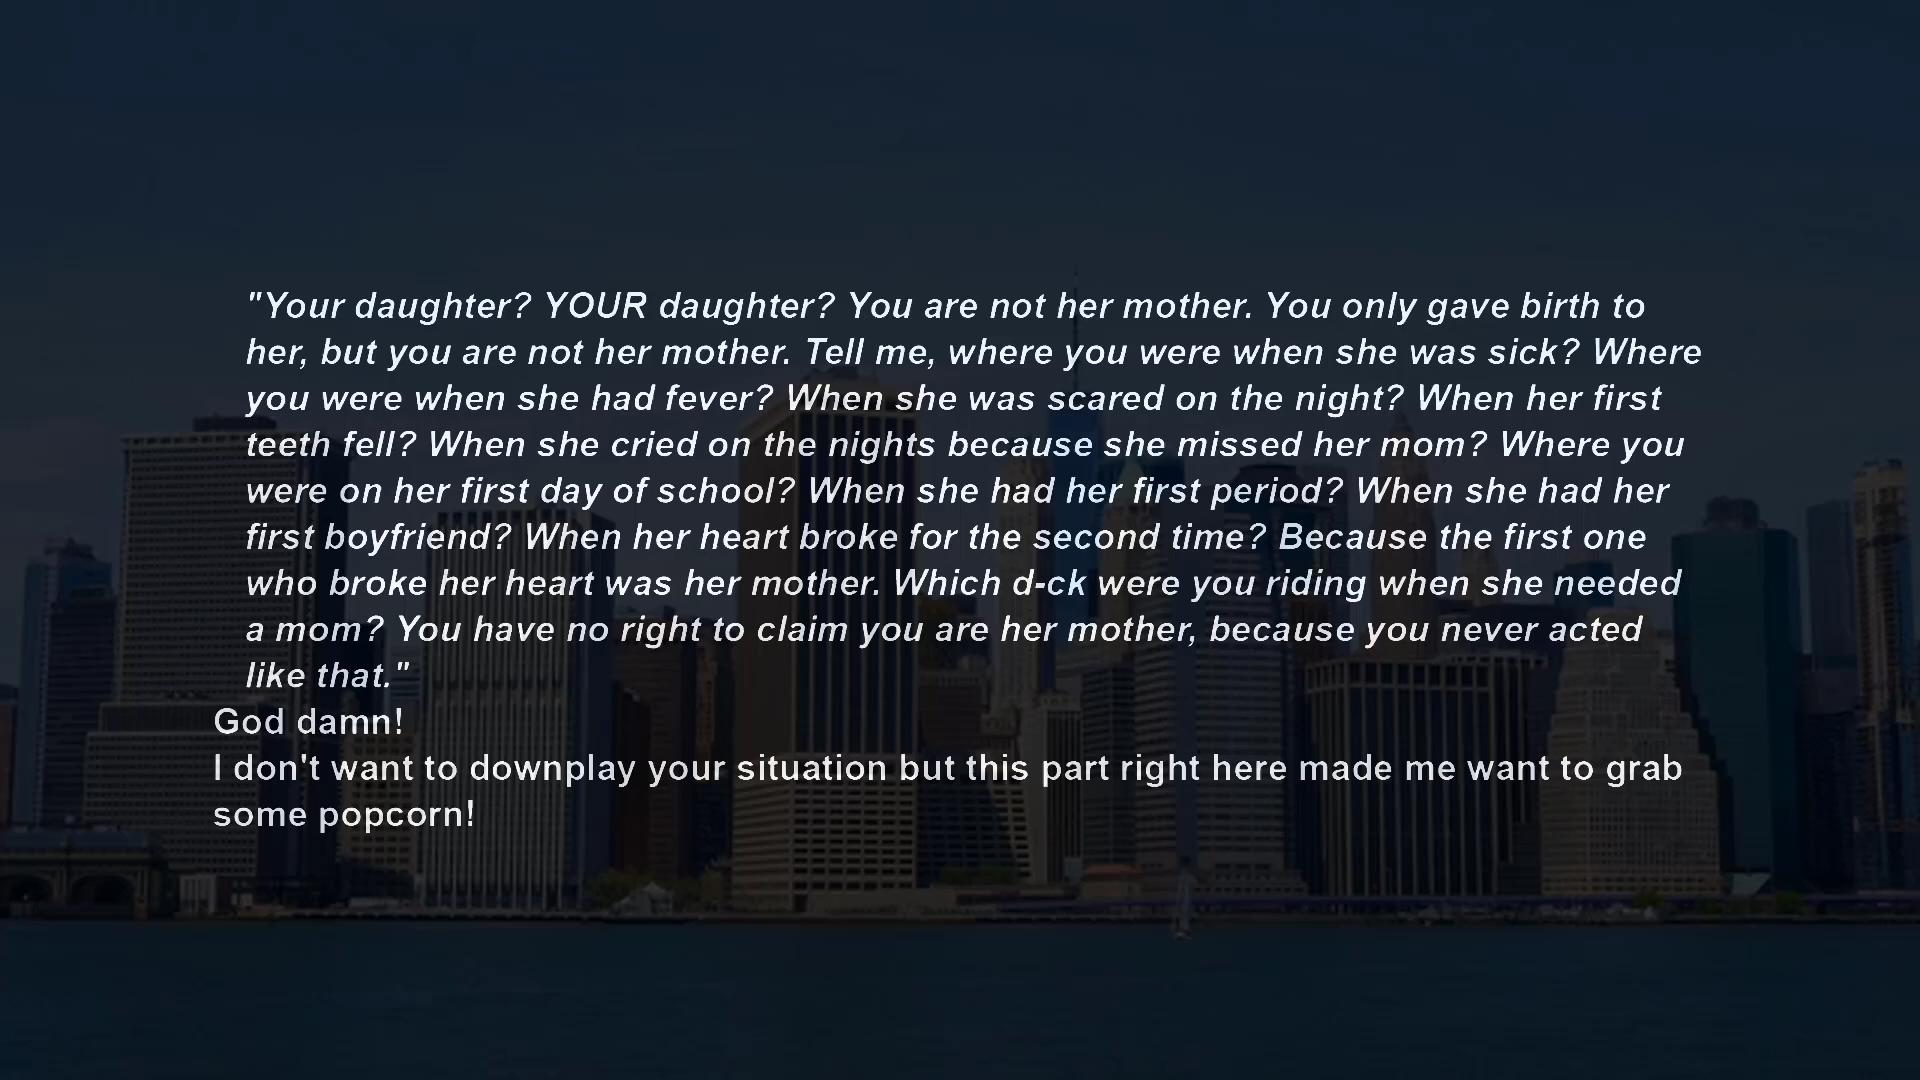 "Your daughter? YOUR daughter? You are not her mother. You only gave birth to
her, but you are not her mother. Tell me, where you were when she was sick? Where
you were when she had fever? When she was scared on the night? When her first
teeth fell? When she cried on the nights because she missed her mom? Where you
were on her first day of school? When she had her first period? When she had her
first boyfriend? When her heart broke for the second time? Because the first one
who broke her heart was her mother. Which d-ck were you riding when she needed
a mom? You have no right to claim you are her mother, because you never acted
like that."
God damn!
I don't want to downplay your situation but this part right here made me want to grab
some popcorn!